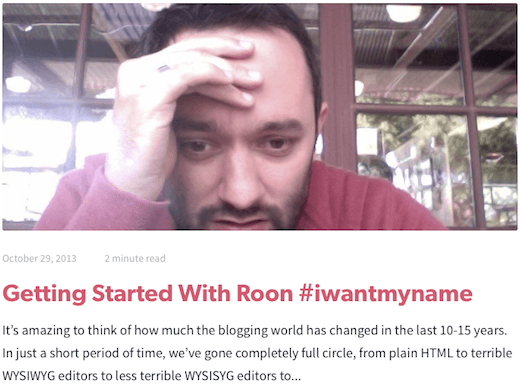 October 29, 2013 2 minute read
Getting Started With Roon #iwantmyname
It's amazing to think of how much the blogging world has changed in the last 10-15 years.
In just a short period of time, we've gone completely full circle, from plain HTML to terrible
WYSIWYG editors to less terrible WYSISYG editors to...